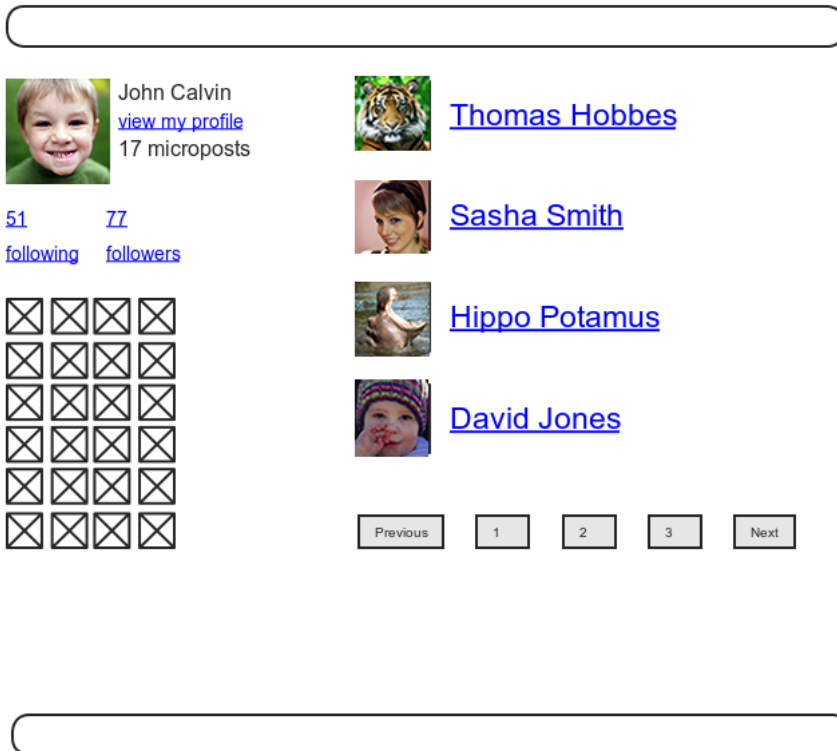 John Calvin
view my profile
17 microposts
51 77
following followers
Thomas Hobbes
Sasha Smith
Hippo Potamus
David Jones
Previous 1 2 3 Next